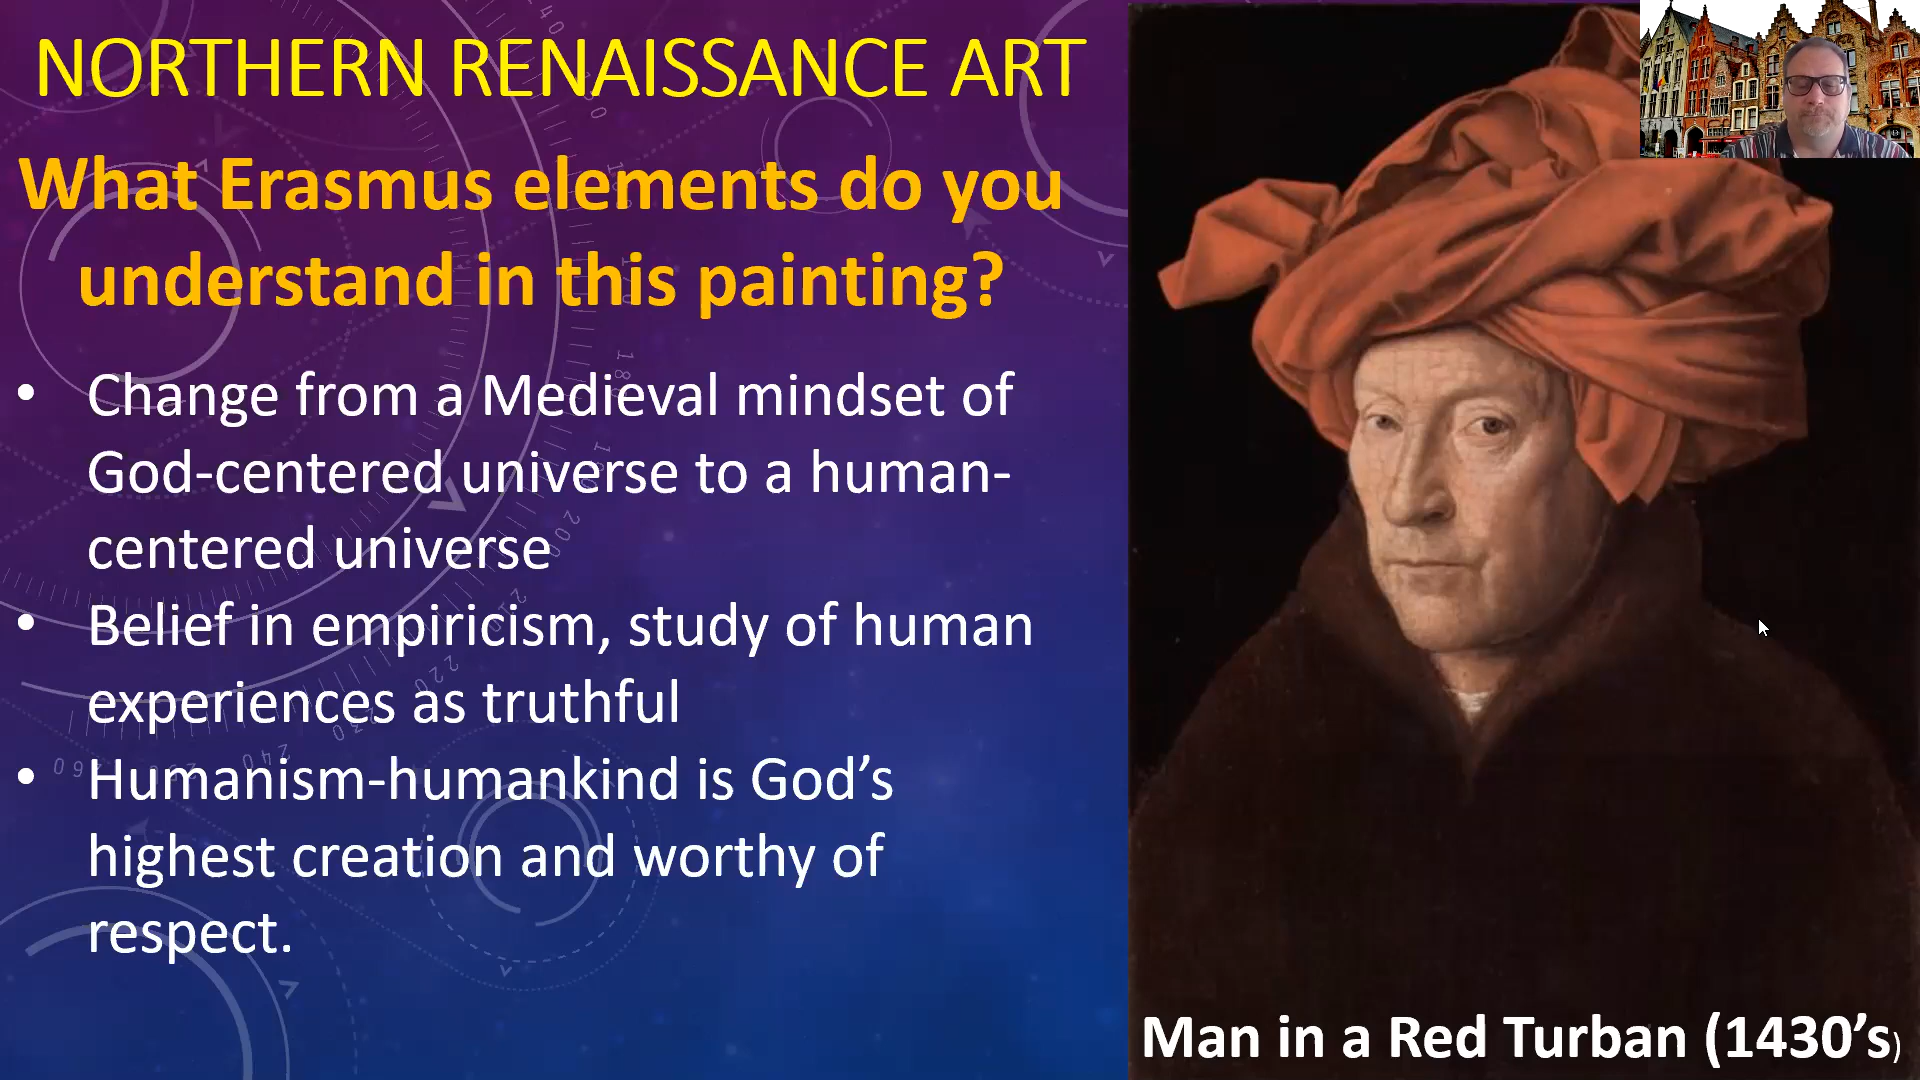 NORTHERN RENAISSANCE ART
What Erasmus elements do you
understand in this painting?
• Change from a Medieval mindset of
God-centered universe to a human-
centered universe
• Belief in empiricism, study of human
experiences as truthful
• Humanism-humankind is God’s
highest creation and worthy of
respect.
Man in a Red Turban (1430’s)